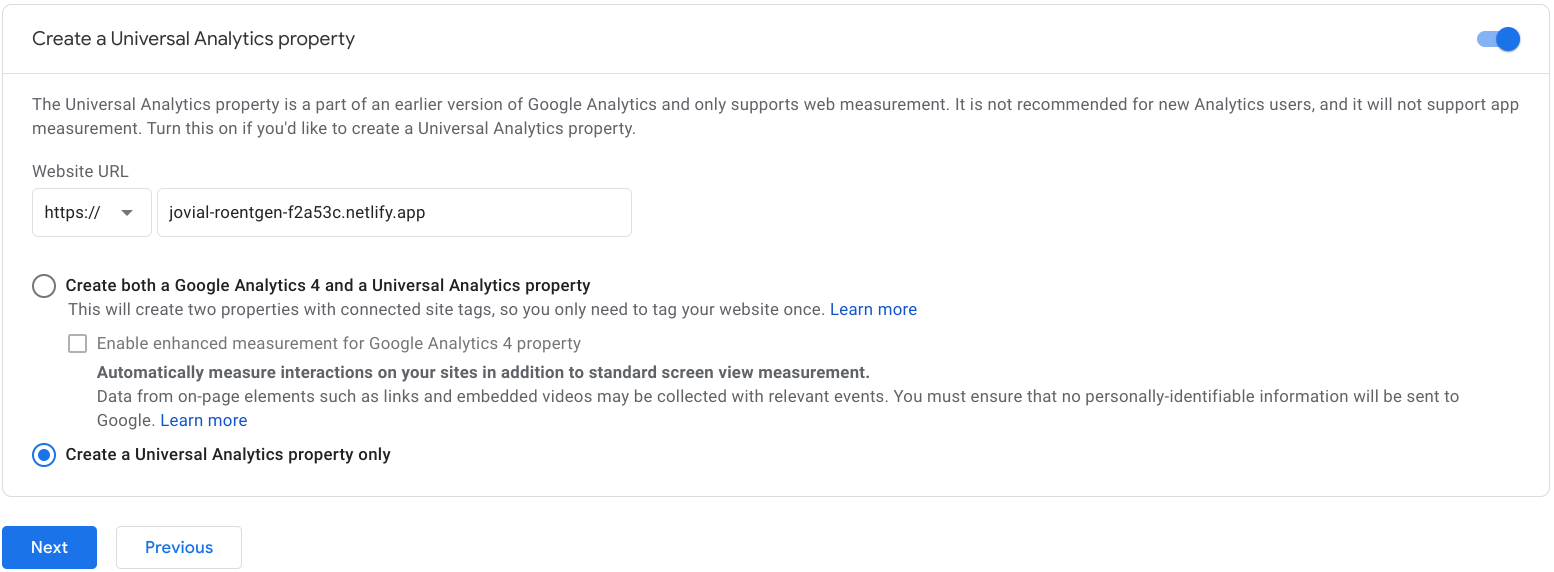 Create a Universal Analytics property
The Universal Analytics property is a part of an earlier version of Google Analytics and only supports web measurement. It is not recommended for new Analytics users, and it will not support app
measurement. Turn this on if you'd like to create a Universal Analytics property.
Website URL
https:// jovial-roentgen-f2a53c.netlify.app
Create both a Google Analytics 4 and a Universal Analytics property
This will create two properties with connected site tags, so you only need to tag your website once. Learn more
Enable enhanced measurement for Google Analytics 4 property
Automatically measure interactions on your sites in addition to standard screen view measurement.
Data from on-page elements such as links and embedded videos may be collected with relevant events. You must ensure that no personally-identifiable information will be sent to
Google. Learn more
Create a Universal Analytics property only
Next Previous